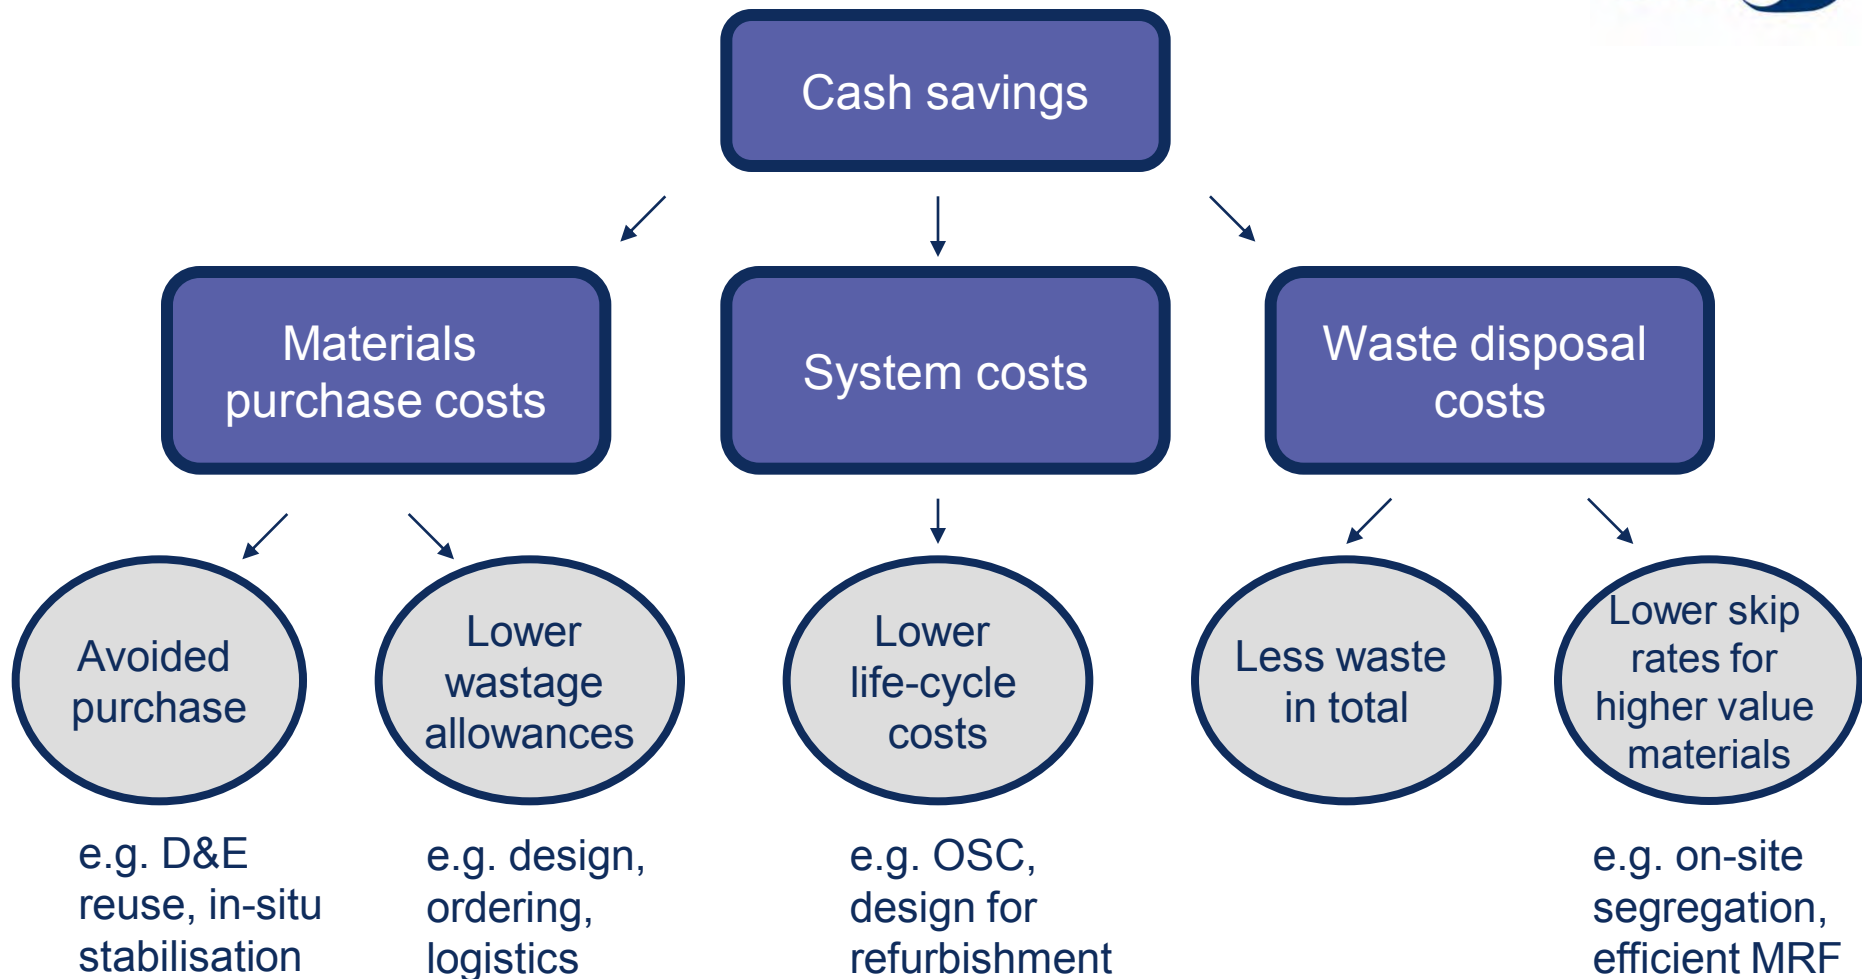 Cash savings
Materials
purchase costs
System costs
Waste disposal
costs
Avoided
purchase
Lower
wastage
allowances
Lower
life-cycle
costs
Less waste
in total
Lower skip
rates for
higher value
materials
e.g. D&E
reuse, in-situ
stabilisation
e.g. design,
ordering,
logistics
e.g. OSC,
design for
refurbishment
e.g. on-site
segregation,
efficient MRF